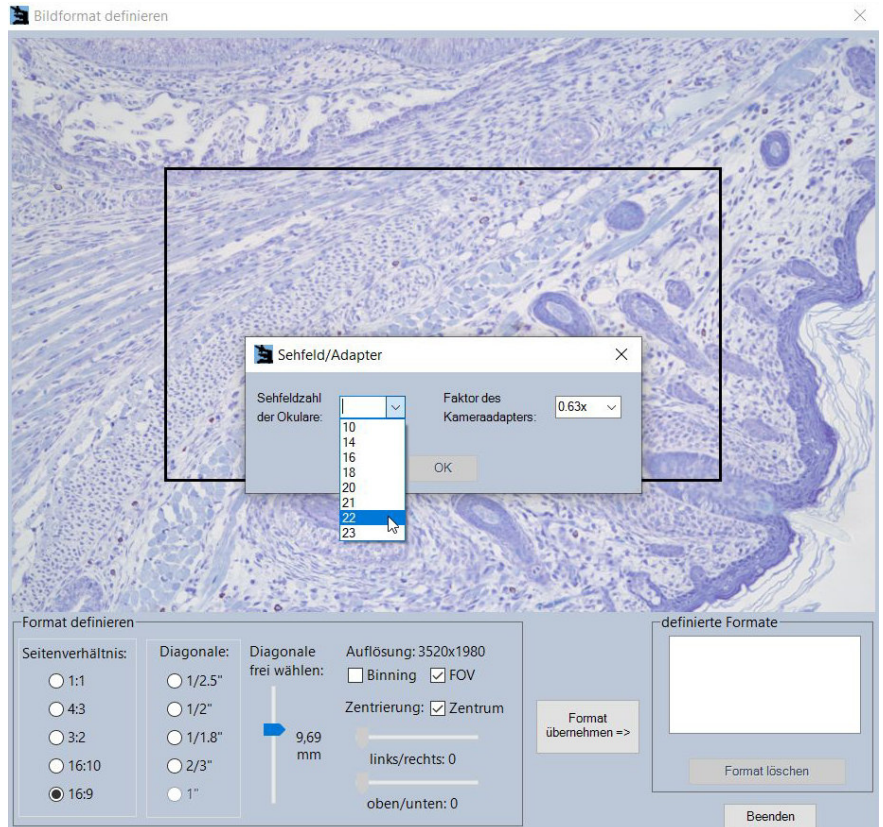 Bildformat definieren
Sehfeld/Adapter
Sehfeldzahl
der Okulare:
Faktor des
Kameraadapters:
0.63x
10
14
16
18
20
21
22
23
OK
Format definieren
Seitenverhältnis:
1:1
4:3
3:2
16:10
16:9
Diagonale:
1/2.5"
1/2"
1/1.8"
2/3"
1"
Diagonale
frei wählen:
9,69
mm
Auflösung: 3520x1980
Binning
FOV
Zentrierung:
Zentrum
links/rechts: 0
oben/unten: 0
Format
übernehmen =>
definierte Formate
Format löschen
Beenden